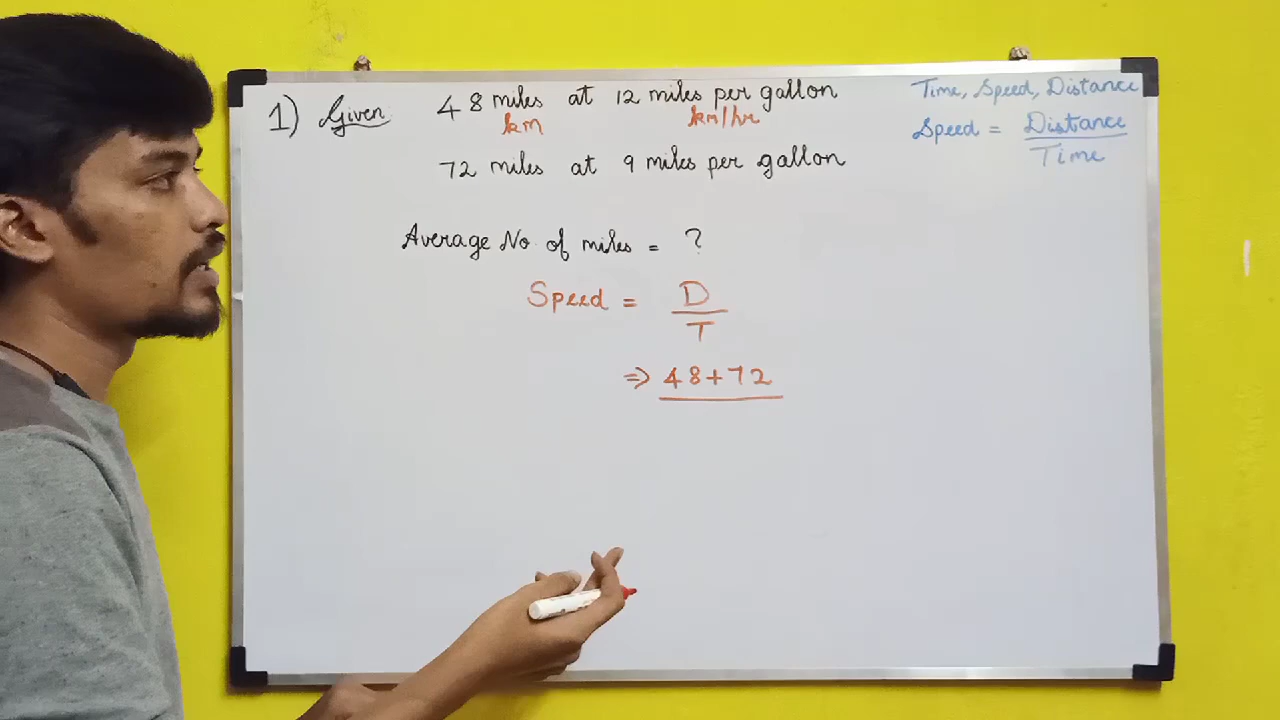 1) Given 48 miles at 12 miles per gallon
km km/hr
72 miles at 9 miles per gallon
Average No. of miles = ?
Speed = D
T
⇒ 48+72
Time, Speed, Distance
Speed = Distance
Time